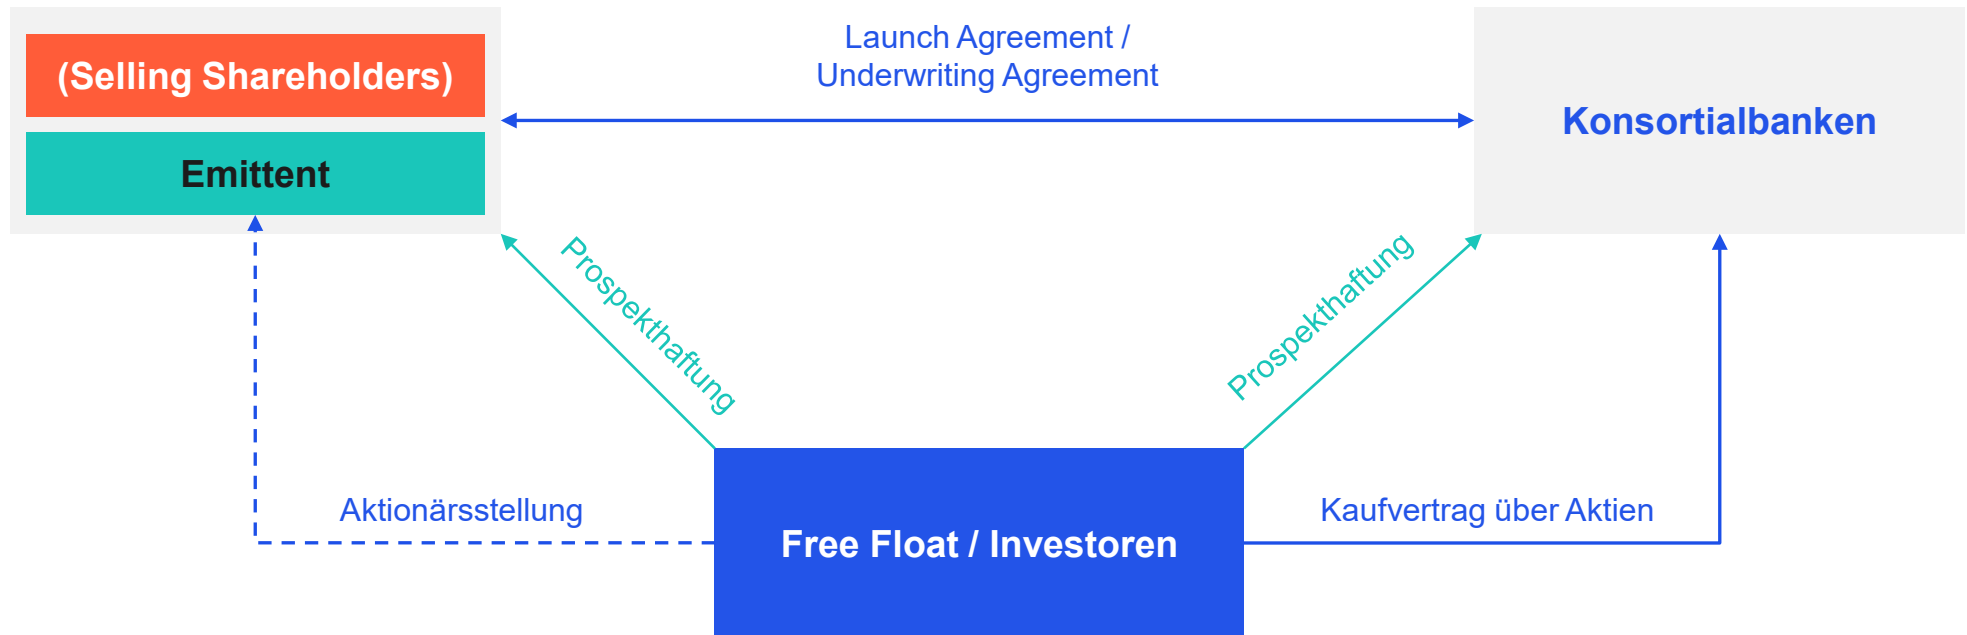 Launch Agreement /
Underwriting Agreement
(Selling Shareholders)
Emittent
Konsortialbanken
Prospekthaftung
Prospekthaftung
Aktionärsstellung
Free Float / Investoren
Kaufvertrag über Aktien